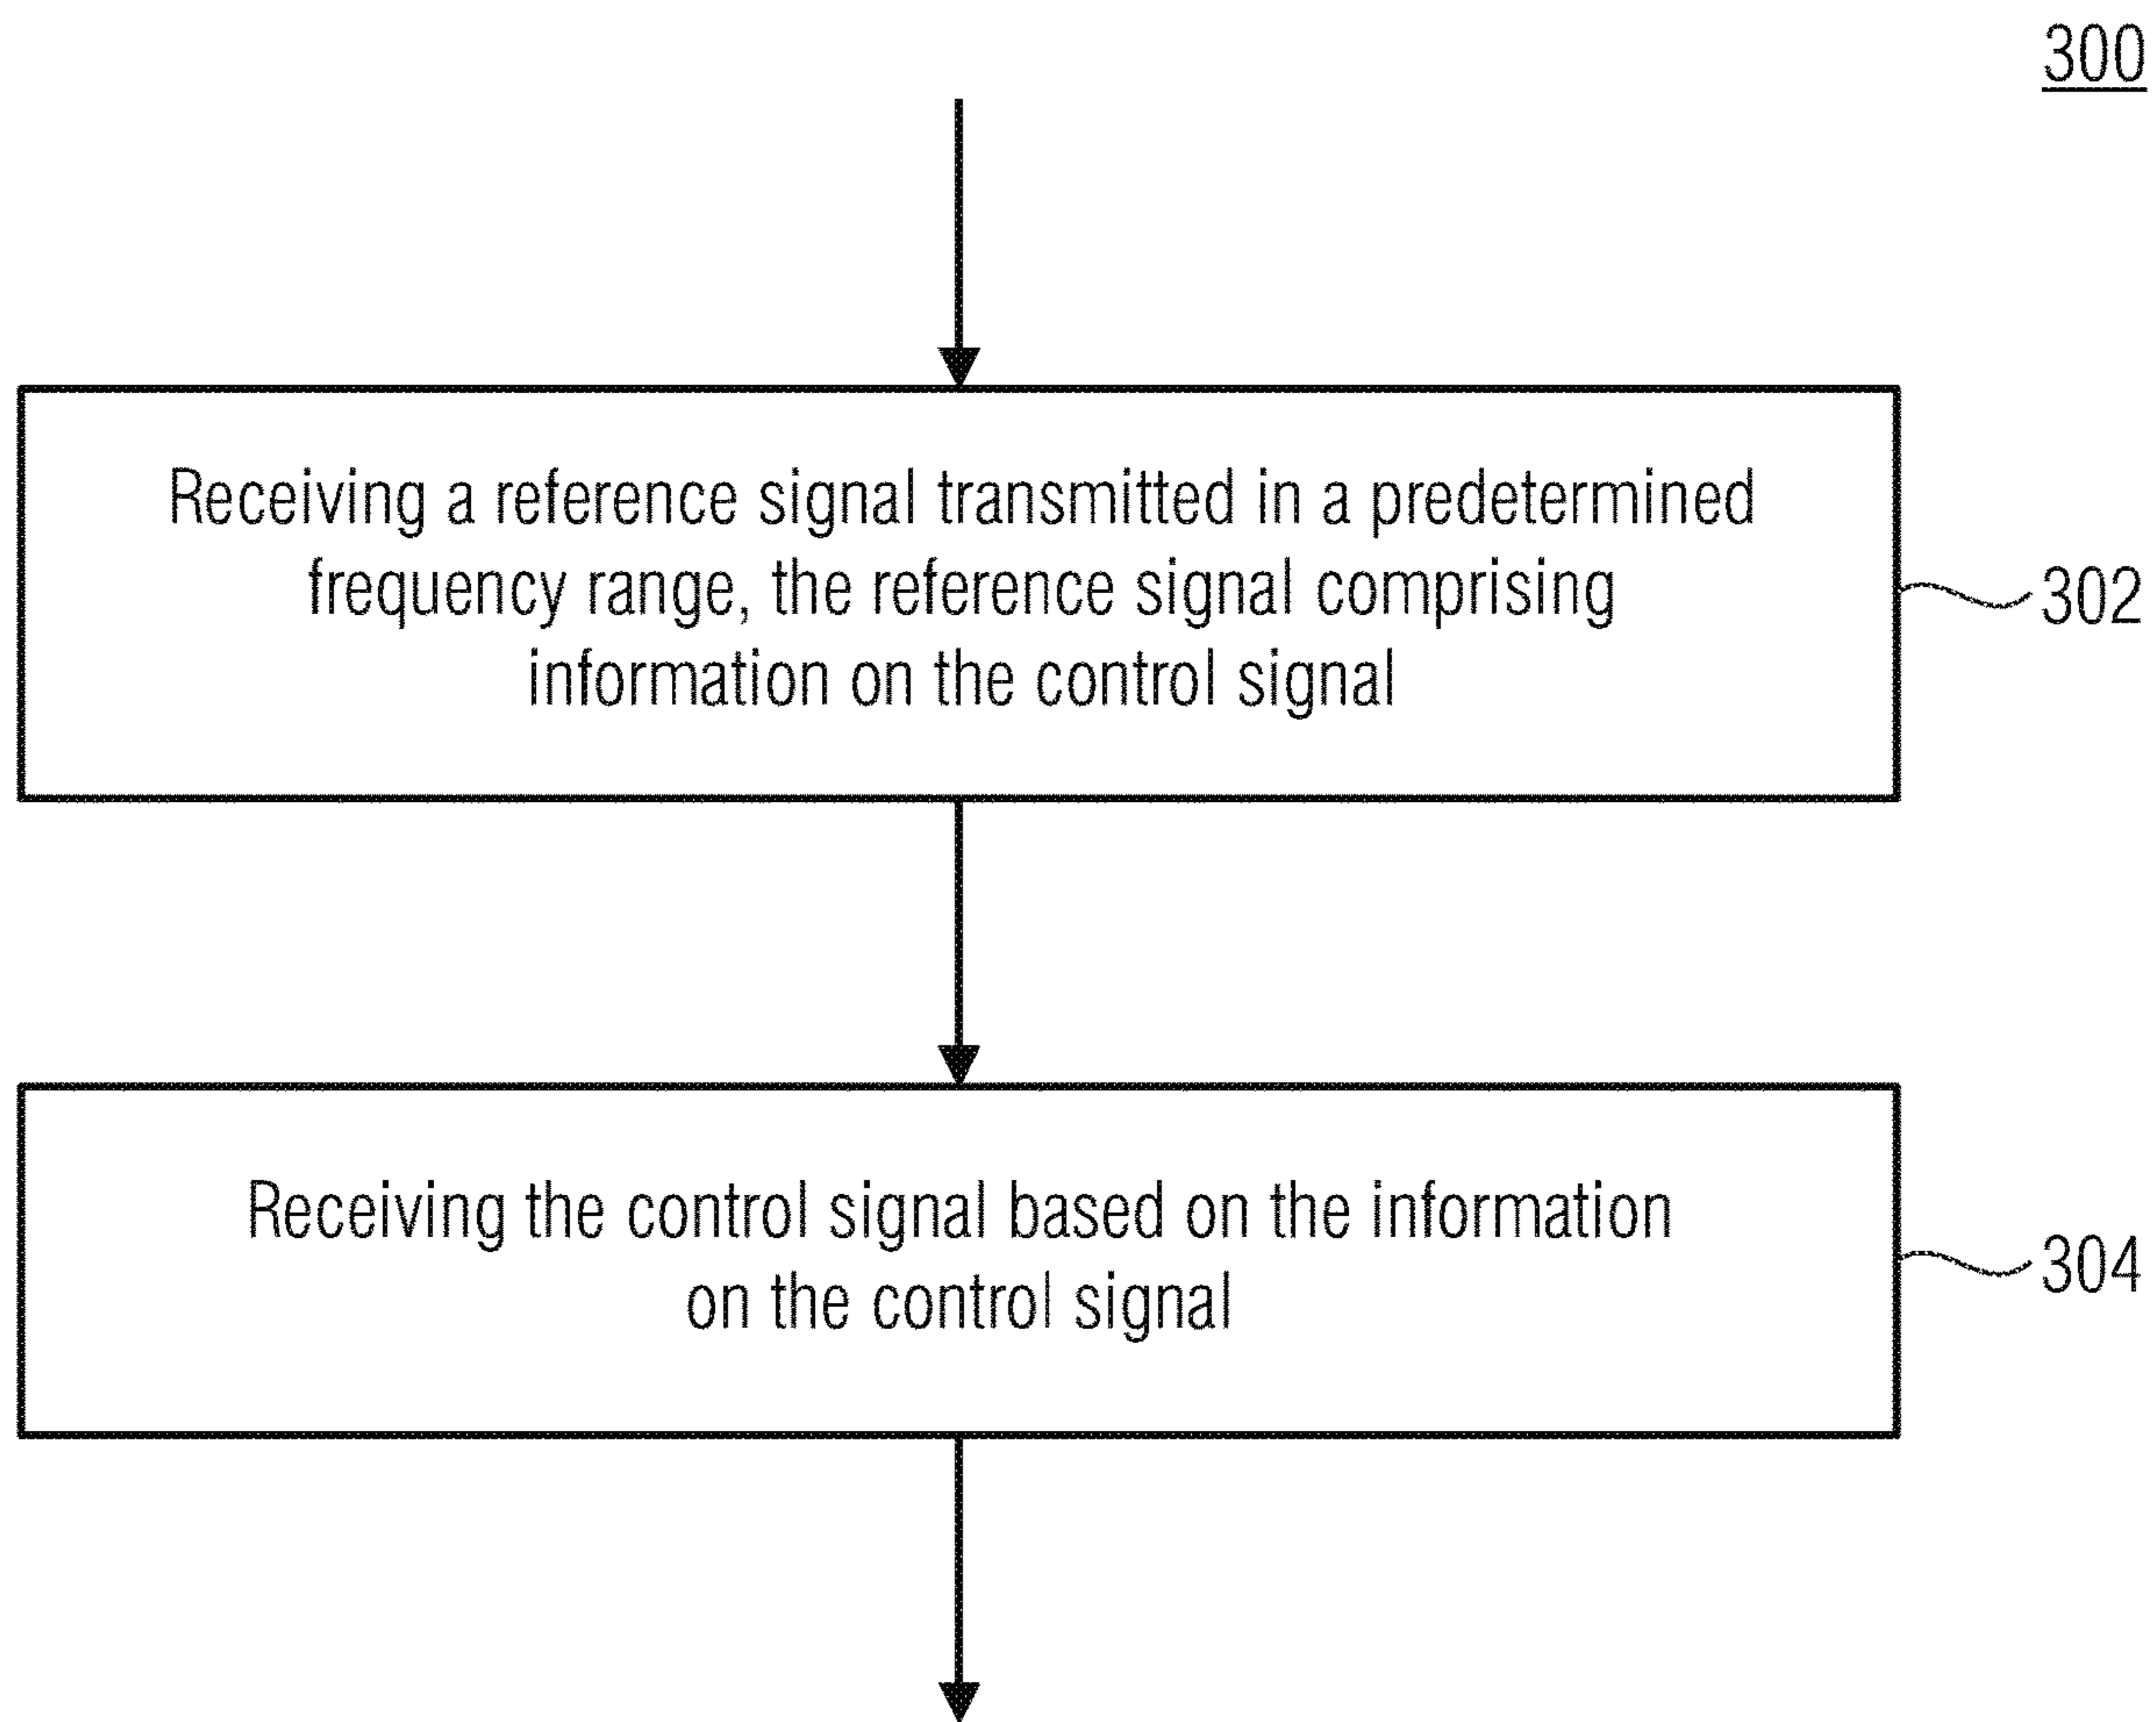 300
Receiving a reference signal transmitted in a predetermined
frequency range, the reference signal comprising
information on the control signal
302
Receiving the control signal based on the information
on the control signal
304